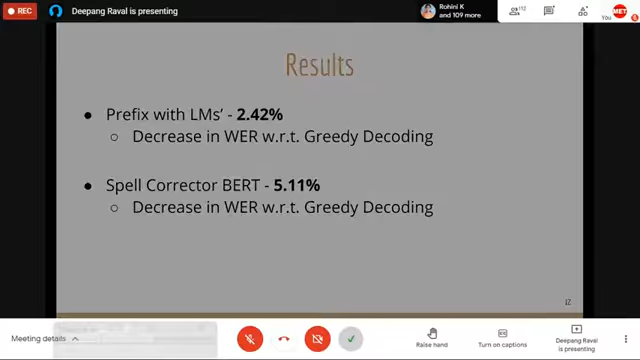 REC
Deepang Raval is presenting
Rohini K
and 109 more
112
You
MET
Results
Prefix with LMs' - 2.42%
Decrease in WER w.r.t. Greedy Decoding
Spell Corrector BERT - 5.11%
Decrease in WER w.r.t. Greedy Decoding
12
Meeting details
Raise hand
Turn on captions
Deepang Raval
is presenting